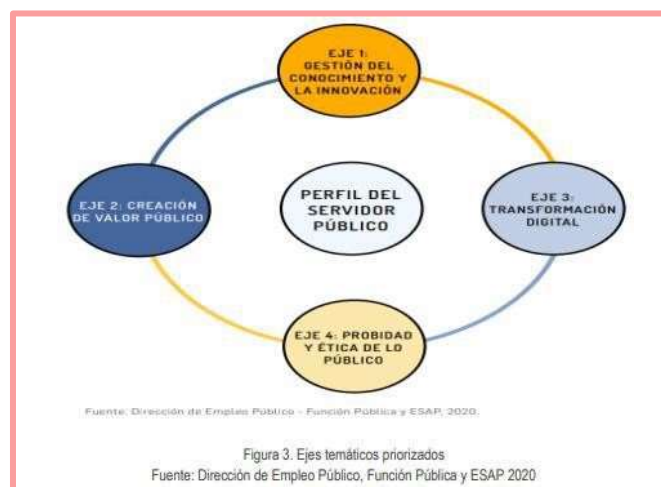 EJE 1:
GESTIÓN DEL
CONOCIMIENTO Y
LA INNOVACIÓN
EJE 2: CREACIÓN
DE VALOR PÚBLICO
PERFIL DEL
SERVIDOR
PÚBLICO
EJE 3:
TRANSFORMACIÓN
DIGITAL
EJE 4: PROBIDAD
Y ÉTICA DE LO
PÚBLICO
Fuente: Dirección de Empleo Público - Función Pública y ESAP, 2020.
Figura 3. Ejes temáticos priorizados
Fuente: Dirección de Empleo Público, Función Pública y ESAP 2020